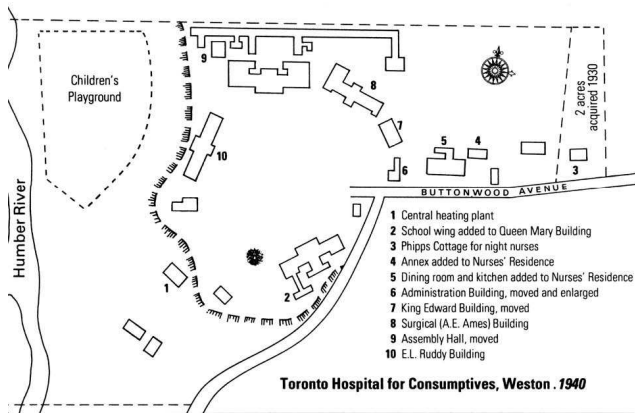 Children's
Playground
Humber River
9
8
7
10
5
4
6
3
2 acres
acquired 1930
BUTTONWOOD AVENUE
1
2
1 Central heating plant
2 School wing added to Queen Mary Building
3 Phipps Cottage for night nurses
4 Annex added to Nurses' Residence
5 Dining room and kitchen added to Nurses' Residence
6 Administration Building, moved and enlarged
7 King Edward Building, moved
8 Surgical (A.E. Ames) Building
9 Assembly Hall, moved
10 E.L. Ruddy Building
Toronto Hospital for Consumptives, Weston . 1940